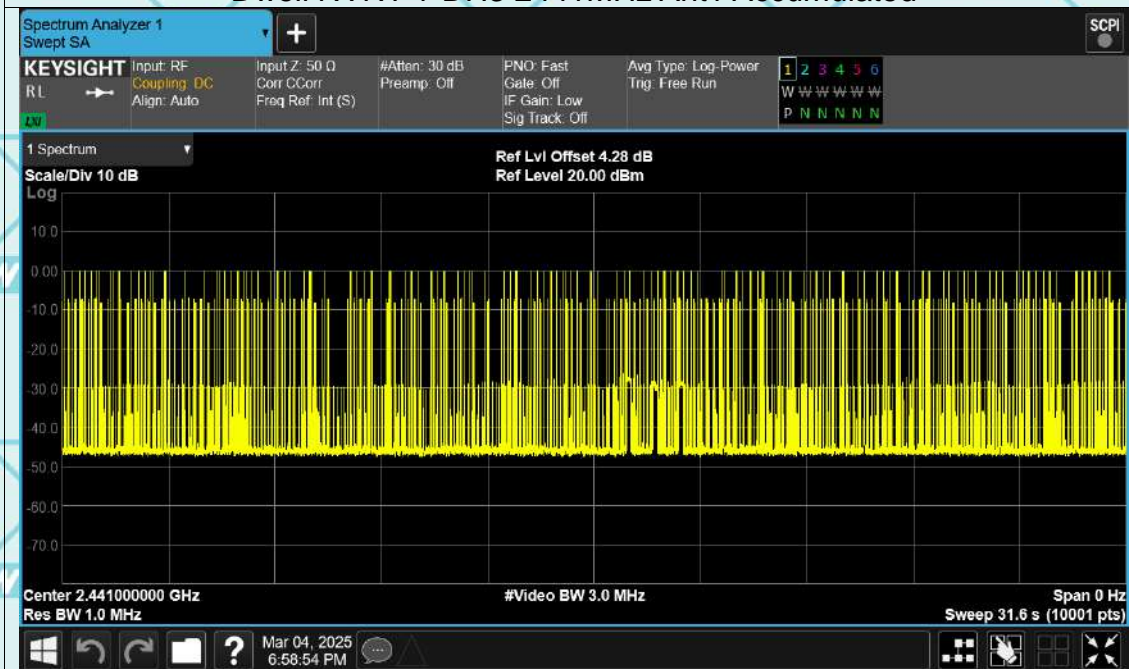 Spectrum Analyzer 1
Swept SA
+
SCPI
KEYSIGHT
RL
LXI
Input: RF
Coupling: DC
Align: Auto
Input Z: 50 Ω
Corr CCorr
Freq Ref: Int (S)
#Atten: 30 dB
Preamp: Off
PNO: Fast
Gate: Off
IF Gain: Low
Sig Track: Off
Avg Type: Log-Power
Trig: Free Run
1 2 3 4 5 6
W W W W W W
P N N N N N
1 Spectrum
Scale/Div 10 dB
Ref Lvl Offset 4.28 dB
Ref Level 20.00 dBm
Log
10.0
0.00
-10.0
-20.0
-30.0
-40.0
-50.0
-60.0
-70.0
Center 2.441000000 GHz
#Video BW 3.0 MHz
Span 0 Hz
Res BW 1.0 MHz
Sweep 31.6 s (10001 pts)
?
Mar 04, 2025
6:58:54 PM